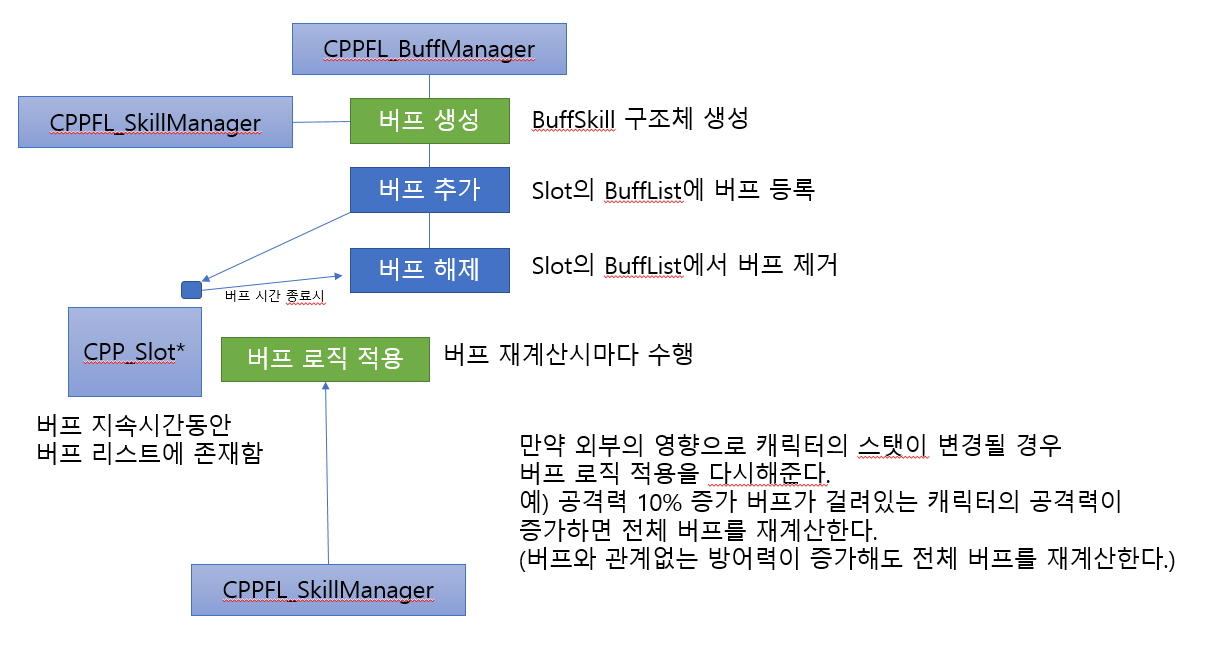 CPPFL_BuffManager
CPPFL_SkillManager
버프 생성
BuffSkill 구조체 생성
버프 추가
Slot의 BuffList에 버프 등록
버프 해제
Slot의 BuffList에서 버프 제거
버프 시간 종료시
CPP_Slot*
버프 로직 적용
버프 재계산시마다 수행
버프 지속시간동안
버프 리스트에 존재함
만약 외부의 영향으로 캐릭터의 스탯이 변경될 경우
버프 로직 적용을 다시해준다.
예) 공격력 10% 증가 버프가 걸려있는 캐릭터의 공격력이
증가하면 전체 버프를 재계산한다.
(버프와 관계없는 방어력이 증가해도 전체 버프를 재계산한다.)
CPPFL_SkillManager